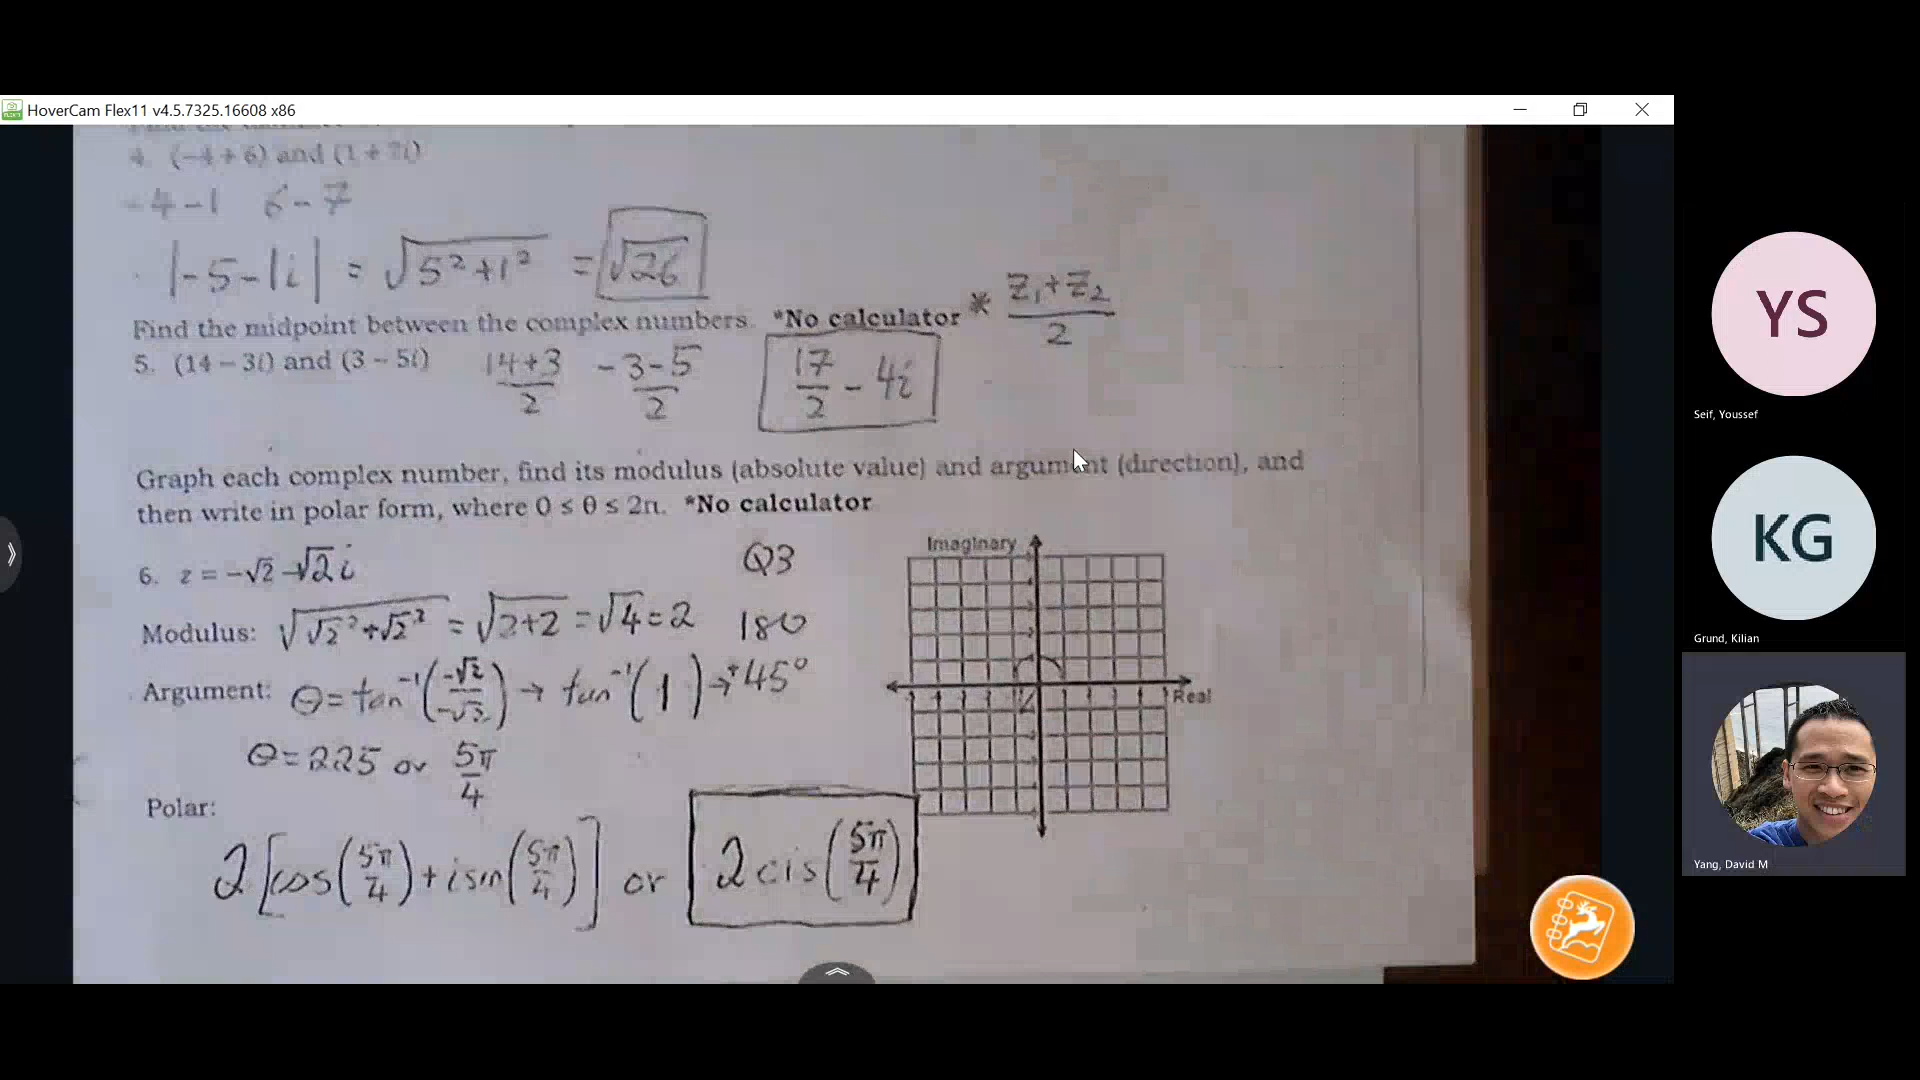 HoverCam Flex11 v4.5.7325.16608 x86
4. (-4 + 6) and (1 + 7i)
-4-1 6-7
|-5-1i| = √5²+1² = √26
Find the midpoint between the complex numbers. *No calculator * Z₁+Z₂/2
5. (14 – 3i) and (3 – 5i) 14+3/2 -3-5/2 17/2 - 4i
Graph each complex number, find its modulus (absolute value) and argument (direction), and
then write in polar form, where 0 ≤ θ ≤ 2π. *No calculator
Imaginary
6. z = -√2 -√2i Q3
Modulus: √√2²+√2² = √2+2 = √4 = 2 180
Argument: θ = tan⁻¹(-√2/-√2) → tan⁻¹(1) → +45°
Real
θ = 225 or 5π/4
Polar:
2[cos(5π/4)+isin(5π/4)] or 2cis(5π/4)
YS
Seif, Youssef
KG
Grund, Kilian
Yang, David M